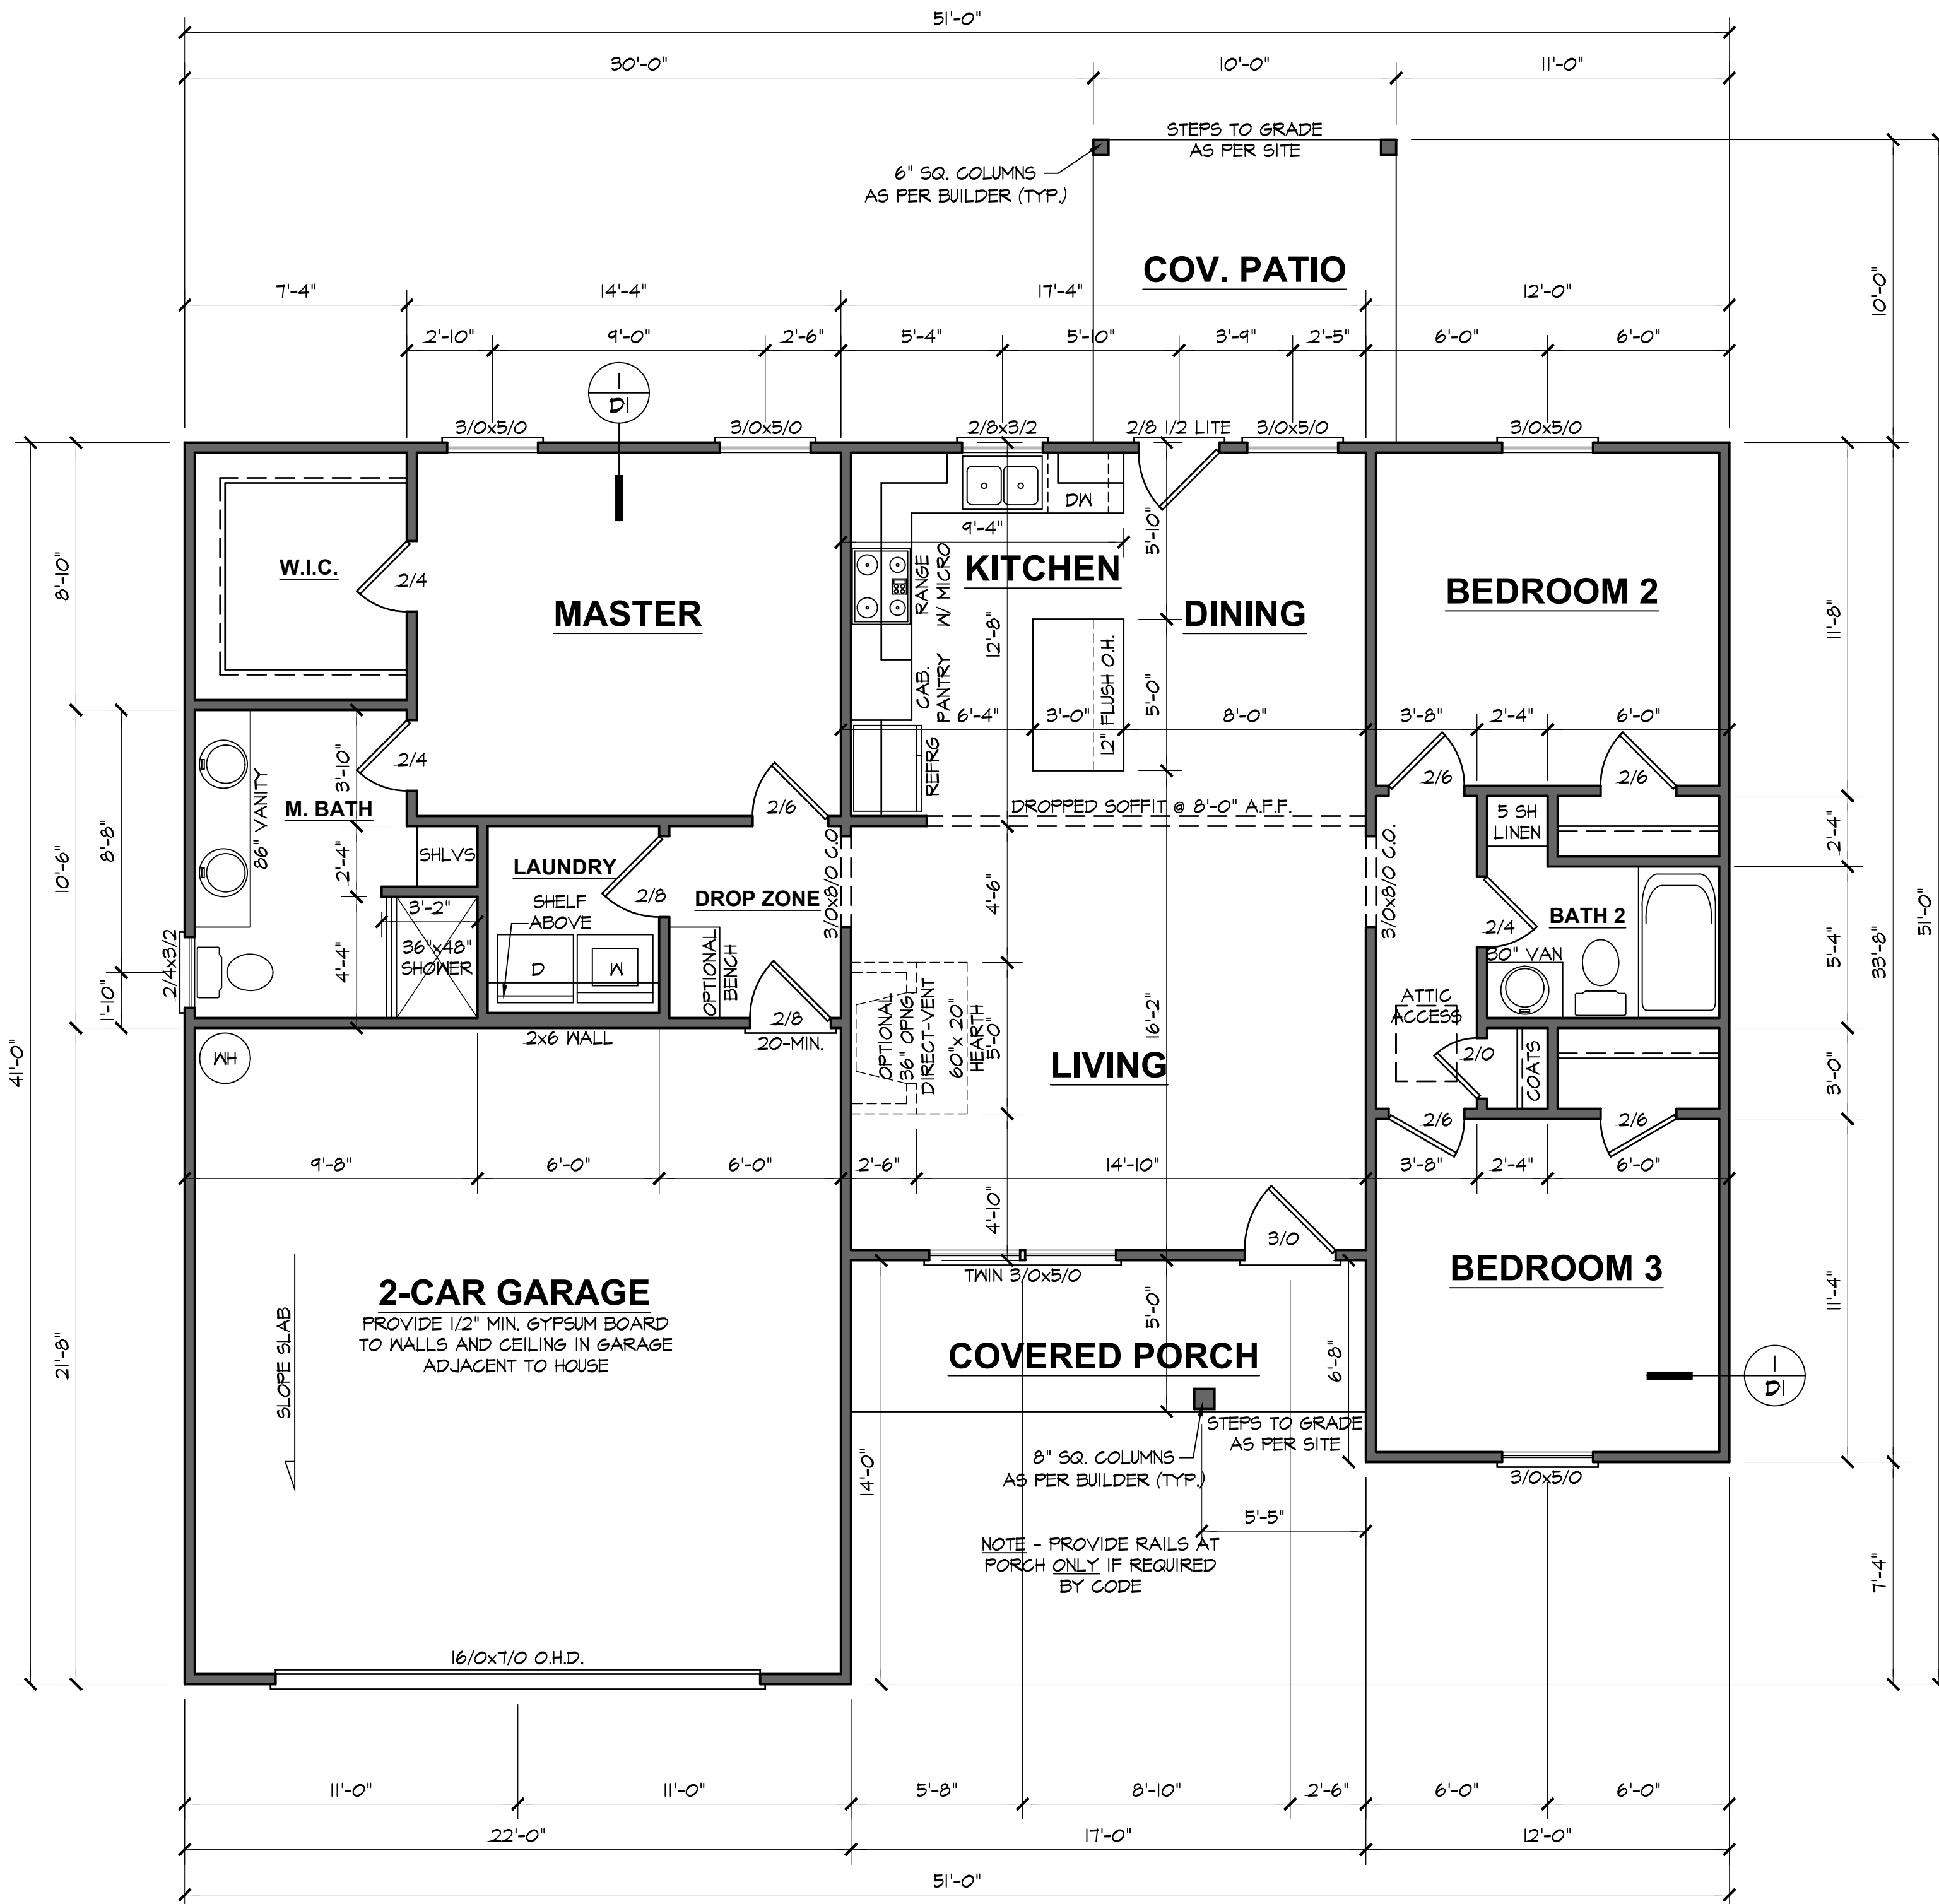 51'-0"
30'-0"
10'-0"
11'-0"
STEPS TO GRADE
AS PER SITE
6" SQ. COLUMNS
AS PER BUILDER (TYP.)
COV. PATIO
10'-0"
7'-4"
14'-4"
17'-4"
12'-0"
2'-10"
9'-0"
2'-6"
5'-4"
5'-10"
3'-9"
2'-5"
6'-0"
6'-0"
1
D1
3/0x5/0
3/0x5/0
2/8x3/2
2/8 1/2 LITE
3/0x5/0
3/0x5/0
DW
9'-4"
5'-10"
W.I.C.
2/4
MASTER
RANGE
W/ MICRO
KITCHEN
DINING
BEDROOM 2
8'-10"
12'-8"
11'-8"
CAB.
PANTRY
12" FLUSH O.H.
5'-0"
6'-4"
3'-0"
8'-0"
3'-8"
2'-4"
6'-0"
REFRG
2/4
3'-10"
M. BATH
86" VANITY
2/6
2/6
2/6
DROPPED SOFFIT @ 8'-0" A.F.F.
5 SH
LINEN
2'-4"
8'-8"
10'-6"
2'-4"
SHLVS
LAUNDRY
SHELF
ABOVE
2/8
DROP ZONE
3/0x8/0 C.O.
4'-6"
3/0x8/0 C.O.
BATH 2
2/4
30" VAN
5'-4"
33'-8"
51'-0"
3'-2"
36"x48"
SHOWER
4'-4"
D
W
OPTIONAL
BENCH
2/4x3/2
1'-10"
2/8
20-MIN.
2x6 WALL
WH
OPTIONAL
36" OPNG.
DIRECT-VENT
60"x 20"
HEARTH
5'-0"
16'-2"
LIVING
ATTIC
ACCESS
2/0
COATS
3'-0"
41'-0"
2/6
2/6
9'-8"
6'-0"
6'-0"
2'-6"
14'-10"
3'-8"
2'-4"
6'-0"
4'-10"
3/0
TWIN 3/0x5/0
BEDROOM 3
11'-4"
2-CAR GARAGE
PROVIDE 1/2" MIN. GYPSUM BOARD
TO WALLS AND CEILING IN GARAGE
ADJACENT TO HOUSE
SLOPE SLAB
21'-8"
5'-0"
COVERED PORCH
6'-8"
1
D1
STEPS TO GRADE
AS PER SITE
8" SQ. COLUMNS
AS PER BUILDER (TYP.)
14'-0"
3/0x5/0
5'-5"
NOTE - PROVIDE RAILS AT
PORCH ONLY IF REQUIRED
BY CODE
7'-4"
16/0x7/0 O.H.D.
11'-0"
11'-0"
5'-8"
8'-10"
2'-6"
6'-0"
6'-0"
22'-0"
17'-0"
12'-0"
51'-0"